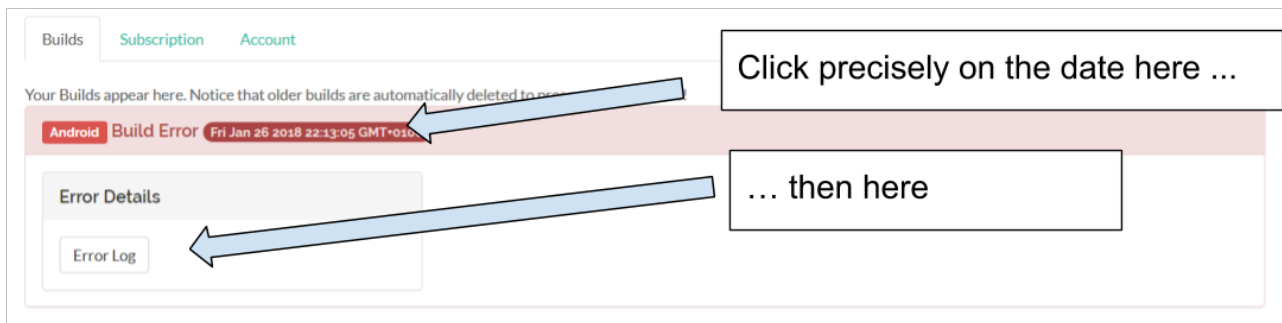 Builds Subscription Account
Click precisely on the date here ...
Your Builds appear here. Notice that older builds are automatically deleted to
Android Build Error Fri Jan 26 2018 22:13:05 GMT+010
Error Details
… then here
Error Log